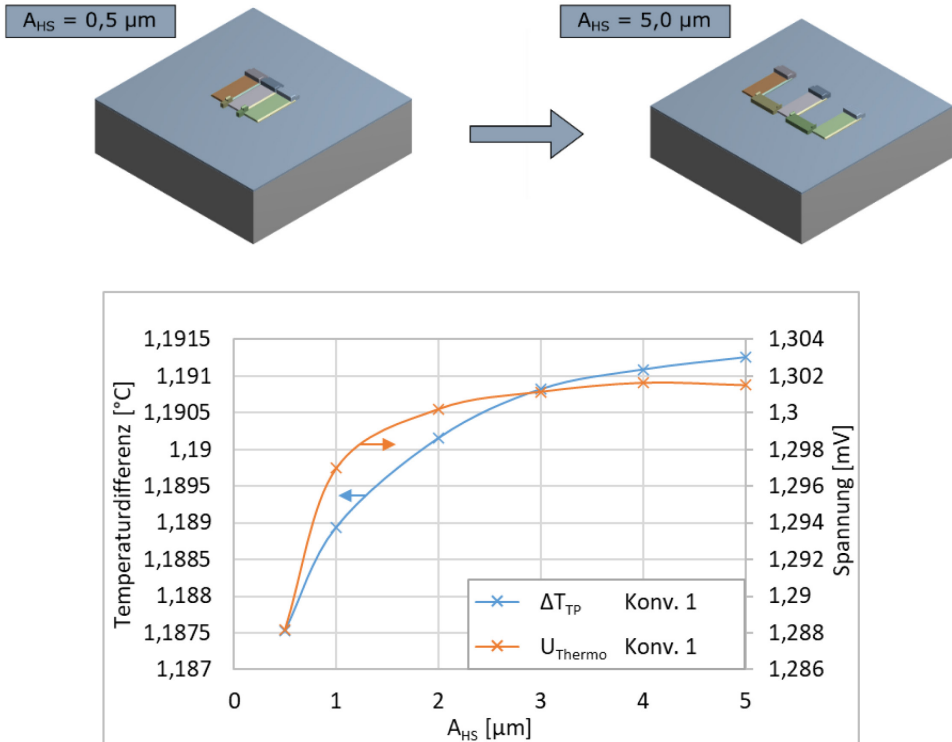 A_HS = 0,5 µm
A_HS = 5,0 µm
Temperaturdifferenz [°C]
1,1915
1,191
1,1905
1,19
1,1895
1,189
1,1885
1,188
1,1875
1,187
1,304
1,302
1,3
1,298
1,296
1,294
1,292
1,29
1,288
1,286
Spannung [mV]
ΔT_TP Konv. 1
U_Thermo Konv. 1
0 1 2 3 4 5
A_HS [µm]